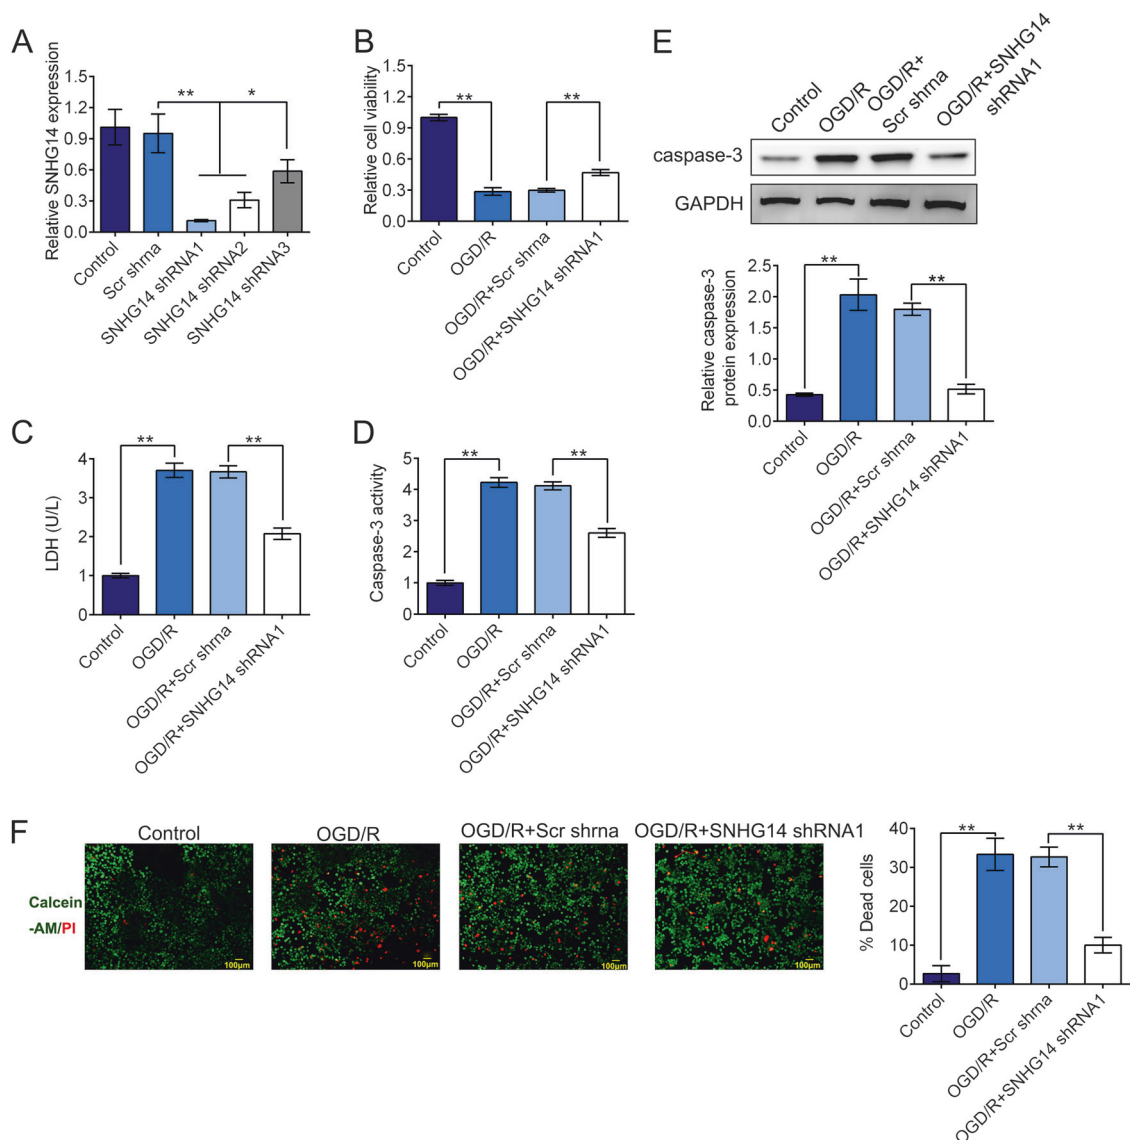 A
Relative SNHG14 expression
1.5
1.2
0.9
0.6
0.3
0.0
**
*
Control
Scr shrna
SNHG14 shRNA1
SNHG14 shRNA2
SNHG14 shRNA3
B
Relative cell viability
1.5
1.2
0.9
0.6
0.3
0.0
**
**
Control
OGD/R
OGD/R+Scr shrna
OGD/R+SNHG14 shRNA1
E
Control
OGD/R
OGD/R+
Scr shrna
OGD/R+SNHG14
shRNA1
caspase-3
GAPDH
Relative caspase-3
protein expression
2.5
2.0
1.5
1.0
0.5
0.0
**
**
Control
OGD/R
OGD/R+Scr shrna
OGD/R+SNHG14 shRNA1
C
LDH (U/L)
4
3
2
1
0
**
**
Control
OGD/R
OGD/R+Scr shrna
OGD/R+SNHG14 shRNA1
D
Caspase-3 activity
5
4
3
2
1
0
**
**
Control
OGD/R
OGD/R+Scr shrna
OGD/R+SNHG14 shRNA1
F
Control
OGD/R
OGD/R+Scr shrna
OGD/R+SNHG14 shRNA1
Calcein
-AM/PI
100μm
100μm
100μm
100μm
% Dead cells
40
30
20
10
0
**
**
Control
OGD/R
OGD/R+Scr shrna
OGD/R+SNHG14 shRNA1